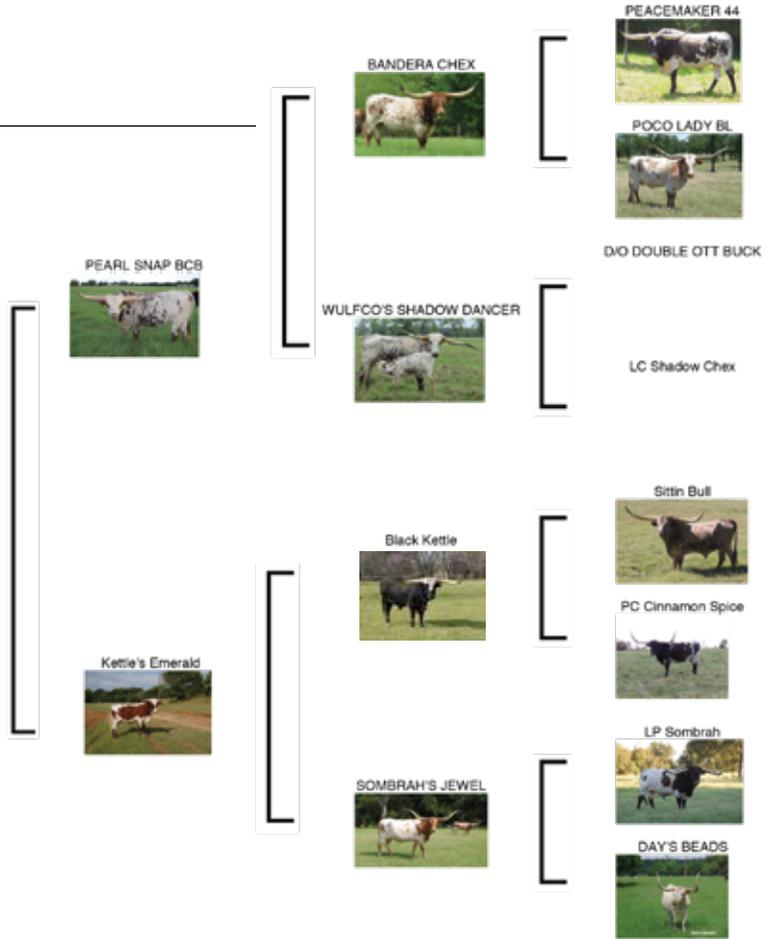 PEACEMAKER 44
BANDERA CHEX
POCO LADY BL
D/O DOUBLE OTT BUCK
PEARL SNAP BCB
WULFCO'S SHADOW DANCER
LC Shadow Chex
Sittin Bull
Black Kettle
PC Cinnamon Spice
Kettle's Emerald
LP Sombrah
SOMBRAH'S JEWEL
DAY'S BEADS